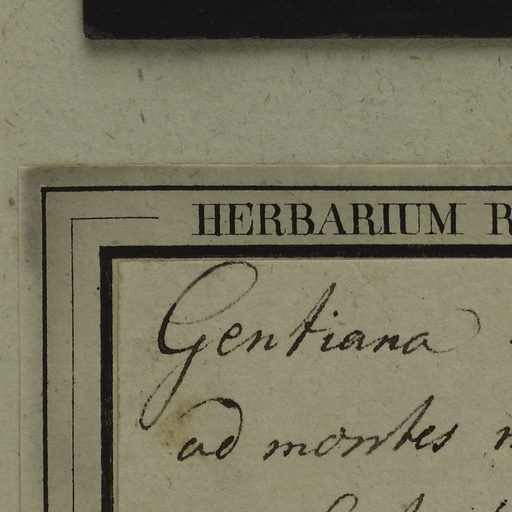 HERBARIUM R
Gentiana
ad montes